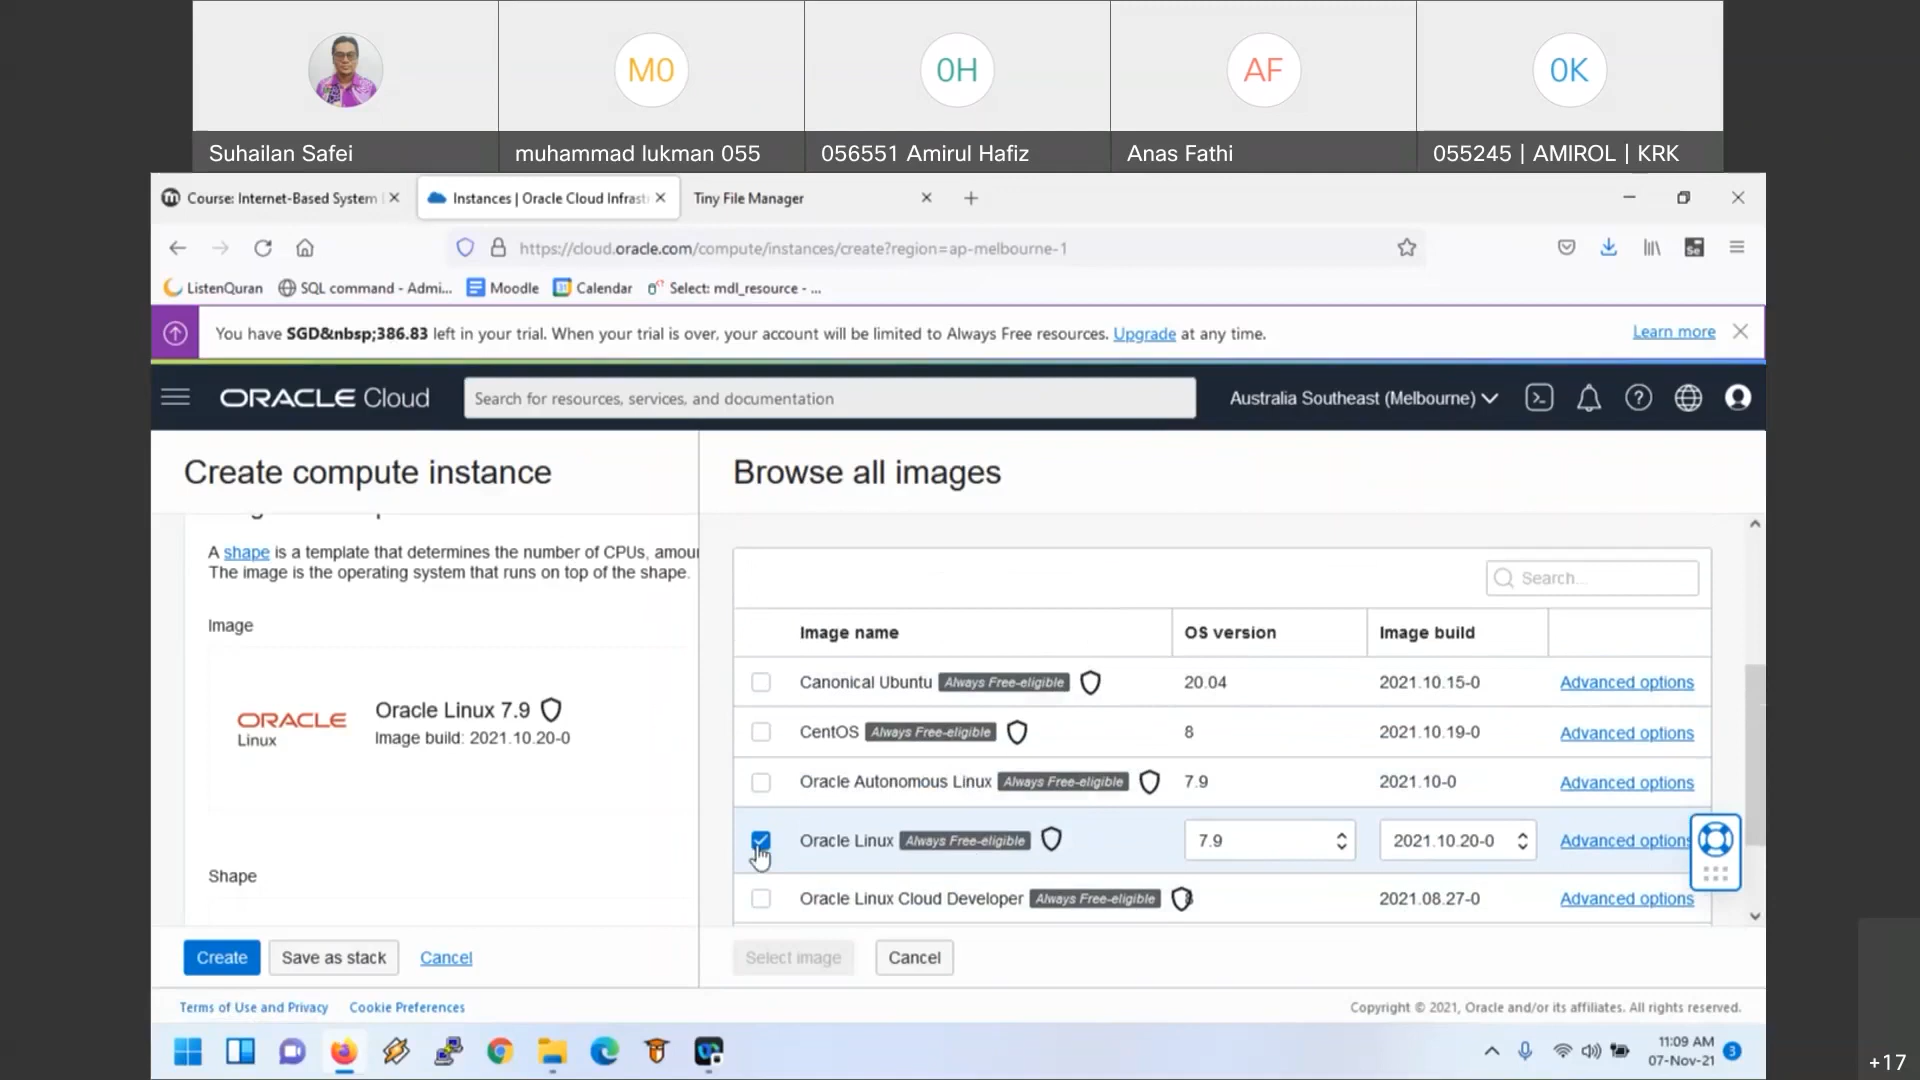 M0
0H
AF
0K
Suhailan Safei
muhammad lukman 055
056551 Amirul Hafiz
Anas Fathi
055245 | AMIROL | KRK
Course: Internet-Based System
Instances | Oracle Cloud Infrast
Tiny File Manager
https://cloud.oracle.com/compute/instances/create?region=ap-melbourne-1
ListenQuran
SQL command - Admi...
Moodle
Calendar
Select: mdl_resource - ...
You have SGD&nbsp;386.83 left in your trial. When your trial is over, your account will be limited to Always Free resources. Upgrade at any time.
Learn more
ORACLE Cloud
Search for resources, services, and documentation
Australia Southeast (Melbourne)
Create compute instance
Browse all images
A shape is a template that determines the number of CPUs, amou
The image is the operating system that runs on top of the shape.
Search...
Image name
OS version
Image build
Image
Canonical Ubuntu Always Free-eligible
20.04
2021.10.15-0
Advanced options
ORACLE
Linux
Oracle Linux 7.9
Image build: 2021.10.20-0
CentOS Always Free-eligible
8
2021.10.19-0
Advanced options
Oracle Autonomous Linux Always Free-eligible
7.9
2021.10-0
Advanced options
Oracle Linux Always Free-eligible
7.9
2021.10.20-0
Advanced options
Shape
Oracle Linux Cloud Developer Always Free-eligible
2021.08.27-0
Advanced options
Create
Save as stack
Cancel
Select image
Cancel
Terms of Use and Privacy
Cookie Preferences
Copyright © 2021, Oracle and/or its affiliates. All rights reserved.
11:09 AM
07-Nov-21
3
+17